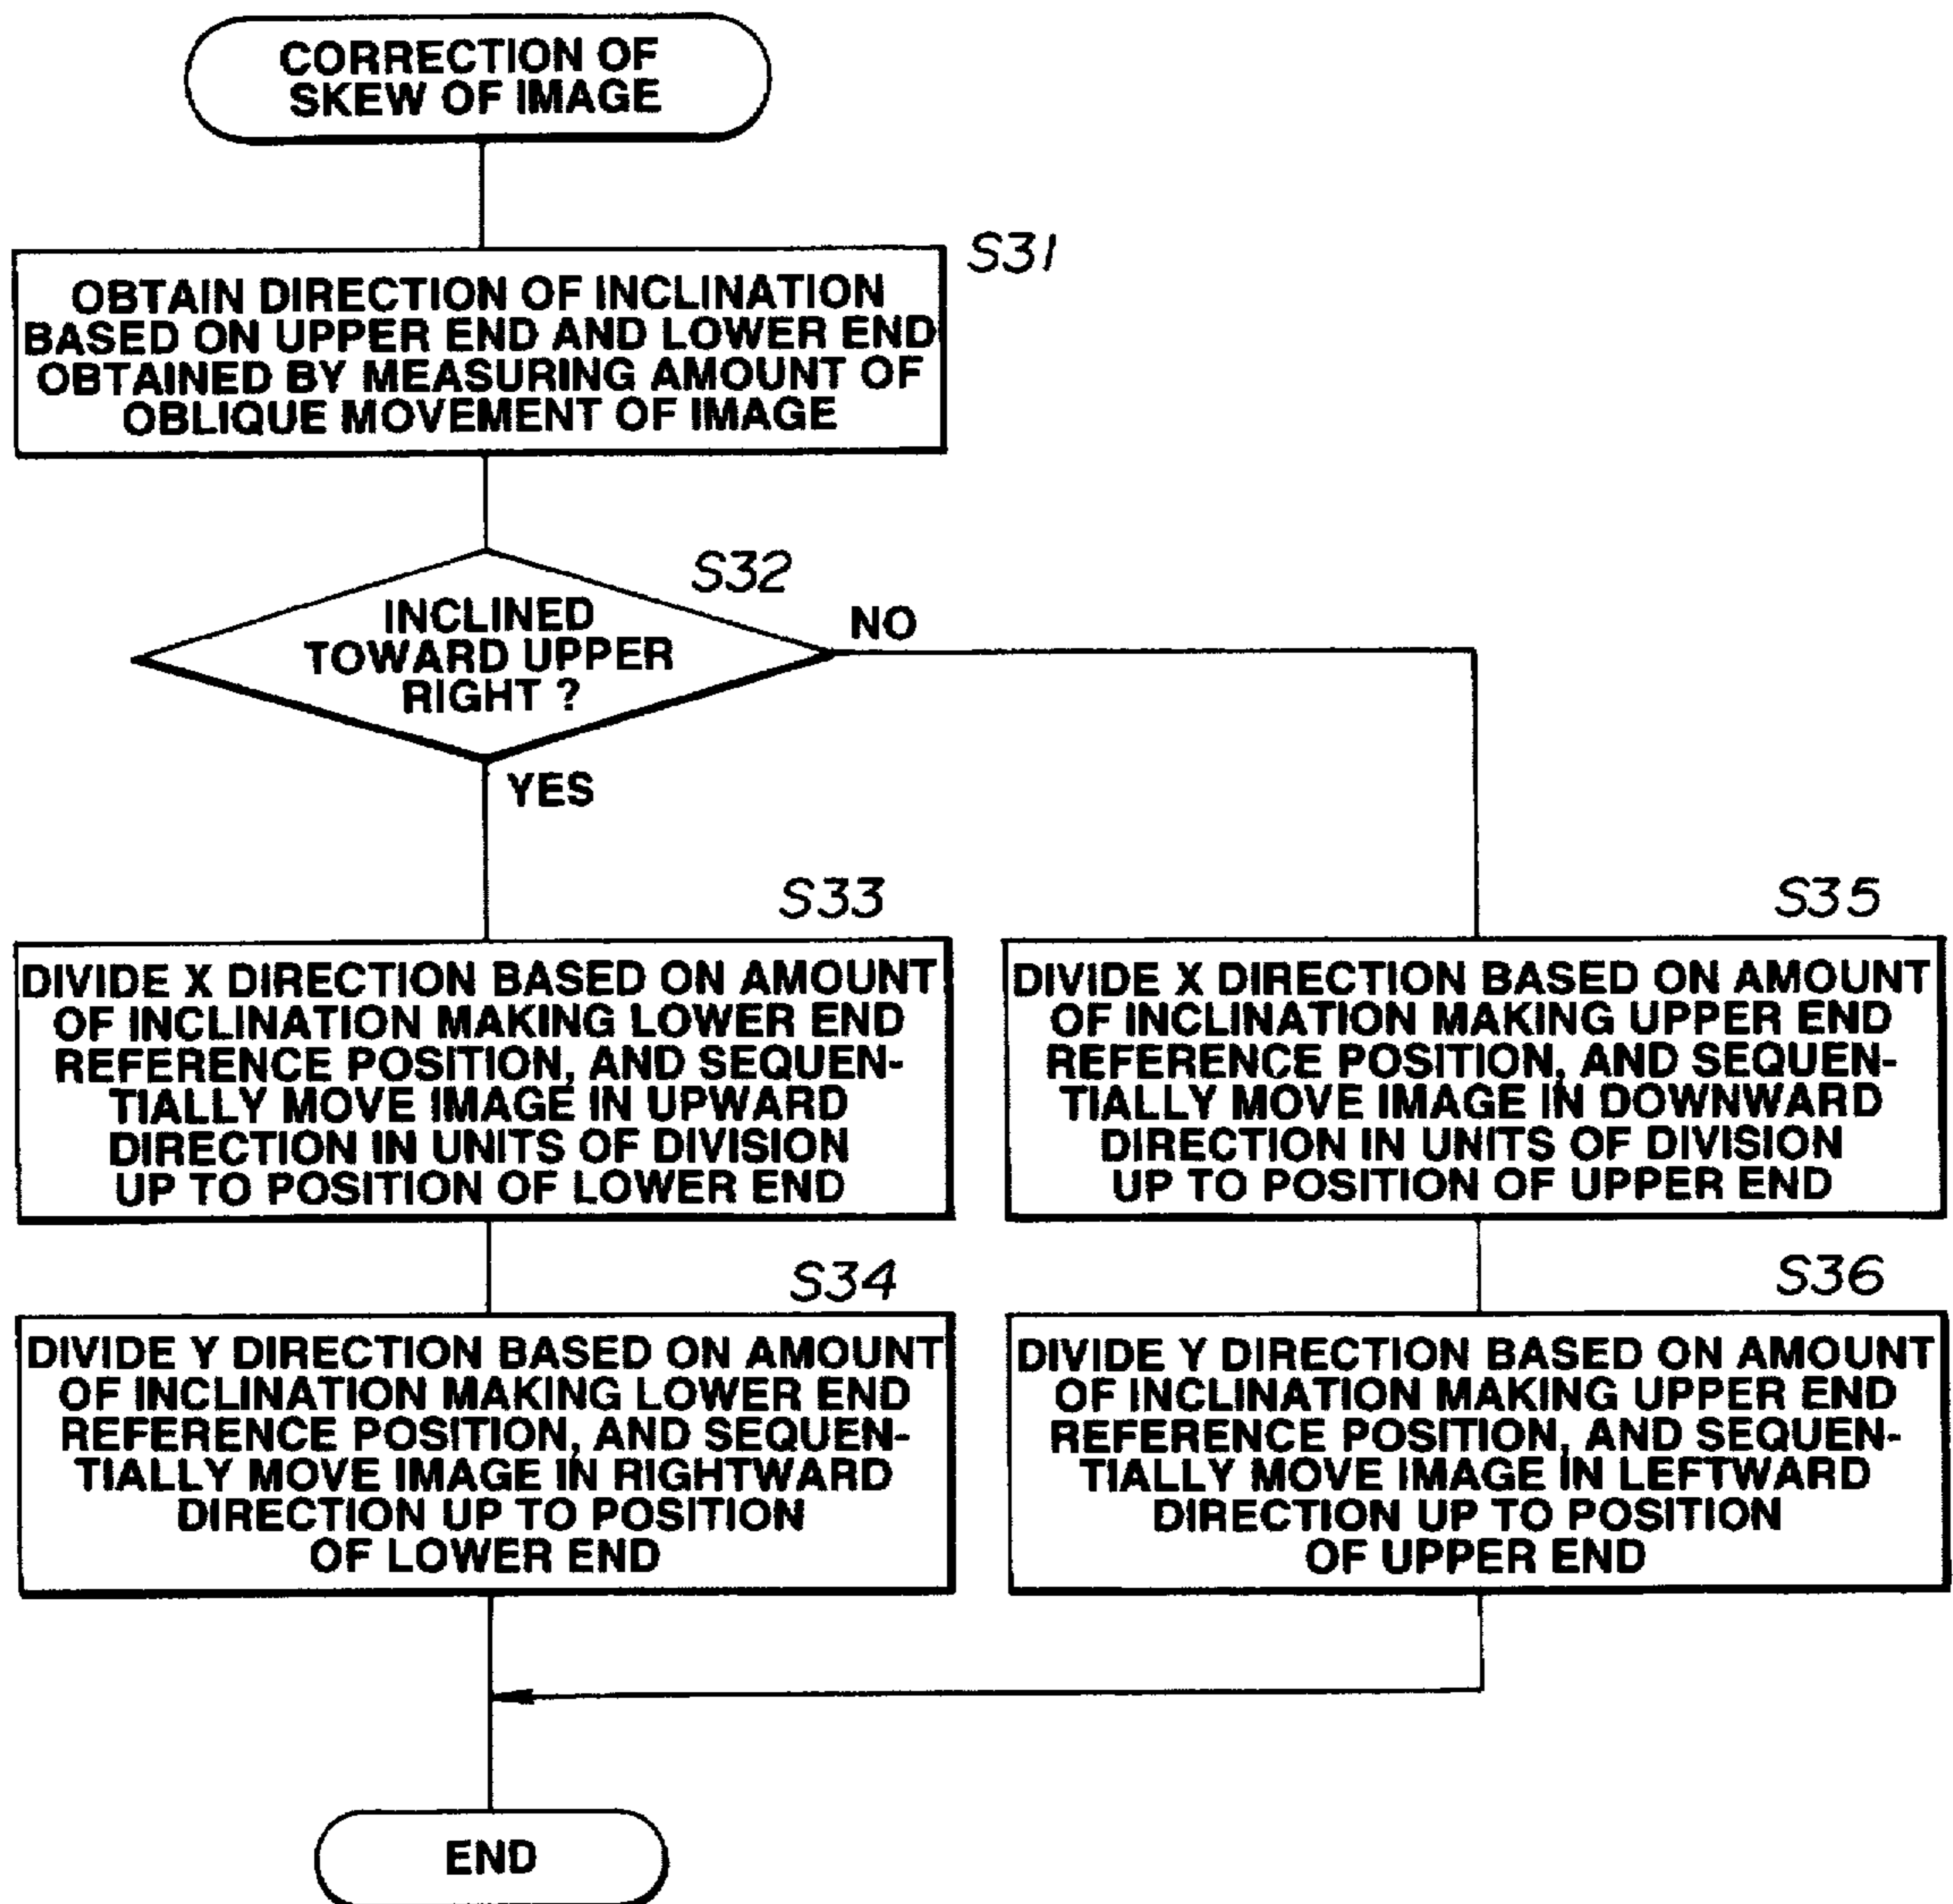 CORRECTION OF
SKEW OF IMAGE
S31
OBTAIN DIRECTION OF INCLINATION
BASED ON UPPER END AND LOWER END
OBTAINED BY MEASURING AMOUNT OF
OBLIQUE MOVEMENT OF IMAGE
S32
INCLINED
TOWARD UPPER
RIGHT ?
NO
YES
S33
DIVIDE X DIRECTION BASED ON AMOUNT
OF INCLINATION MAKING LOWER END
REFERENCE POSITION, AND SEQUEN-
TIALLY MOVE IMAGE IN UPWARD
DIRECTION IN UNITS OF DIVISION
UP TO POSITION OF LOWER END
S34
DIVIDE Y DIRECTION BASED ON AMOUNT
OF INCLINATION MAKING LOWER END
REFERENCE POSITION, AND SEQUEN-
TIALLY MOVE IMAGE IN RIGHTWARD
DIRECTION UP TO POSITION
OF LOWER END
S35
DIVIDE X DIRECTION BASED ON AMOUNT
OF INCLINATION MAKING UPPER END
REFERENCE POSITION, AND SEQUEN-
TIALLY MOVE IMAGE IN DOWNWARD
DIRECTION IN UNITS OF DIVISION
UP TO POSITION OF UPPER END
S36
DIVIDE Y DIRECTION BASED ON AMOUNT
OF INCLINATION MAKING UPPER END
REFERENCE POSITION, AND SEQUEN-
TIALLY MOVE IMAGE IN LEFTWARD
DIRECTION UP TO POSITION
OF UPPER END
END